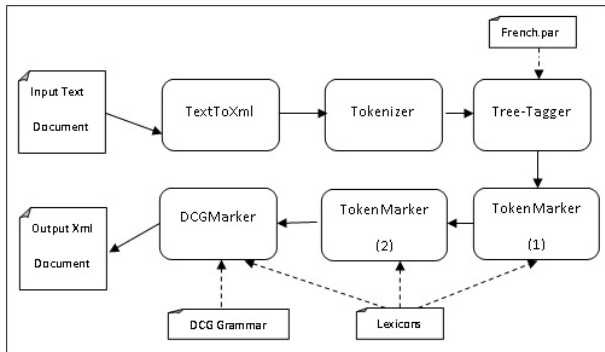 French.par
Input Text
Document
TextToXml
Tokenizer
Tree-Tagger
Output Xml
Document
DCGMarker
TokenMarker
(2)
TokenMarker
(1)
DCG Grammar
Lexicons